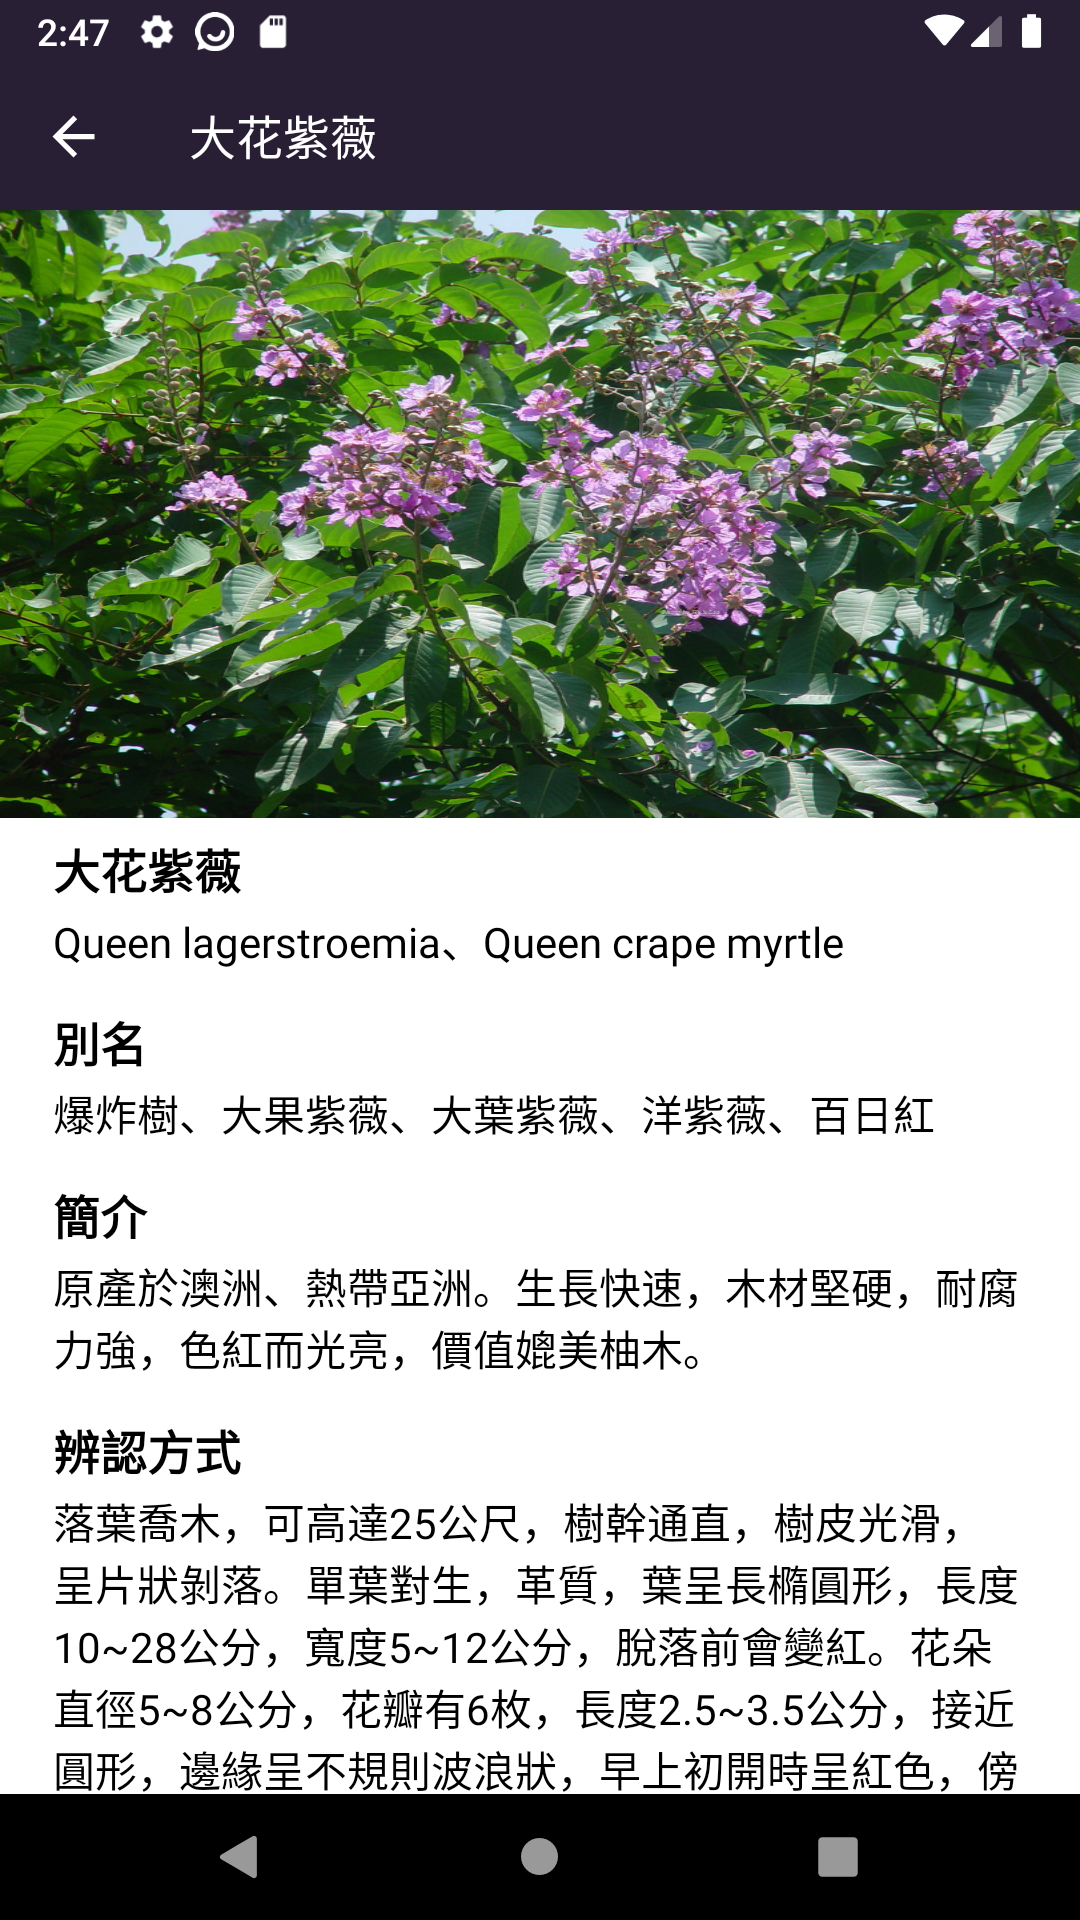 2:47
大花紫薇
大花紫薇
Queen lagerstroemia、Queen crape myrtle
別名
爆炸樹、大果紫薇、大葉紫薇、洋紫薇、百日紅
簡介
原產於澳洲、熱帶亞洲。生長快速，木材堅硬，耐腐
力強，色紅而光亮，價值媲美柚木。
辨認方式
落葉喬木，可高達25公尺，樹幹通直，樹皮光滑，
呈片狀剝落。單葉對生，革質，葉呈長橢圓形，長度
10~28公分，寬度5~12公分，脫落前會變紅。花朵
直徑5~8公分，花瓣有6枚，長度2.5~3.5公分，接近
圓形，邊緣呈不規則波浪狀，早上初開時呈紅色，傍